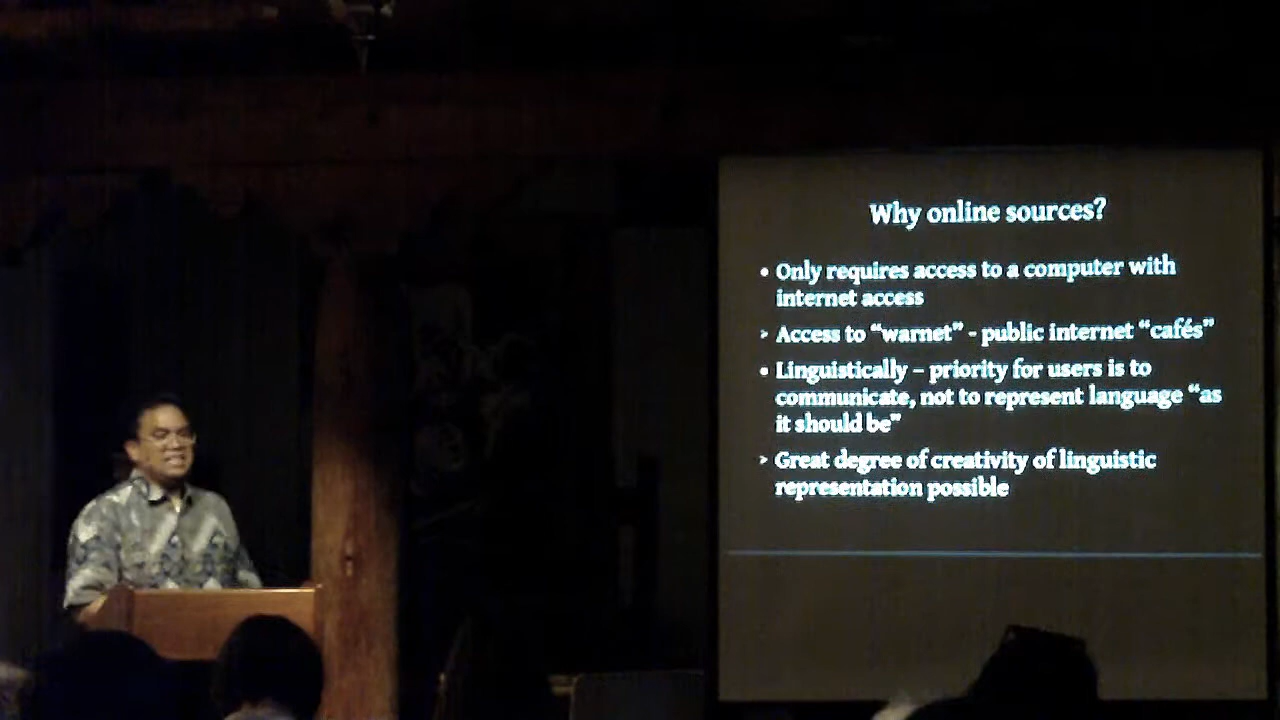 Why online sources?
• Only requires access to a computer with
internet access
› Access to “warnet” - public internet “cafés”
• Linguistically – priority for users is to
communicate, not to represent language “as
it should be”
› Great degree of creativity of linguistic
representation possible